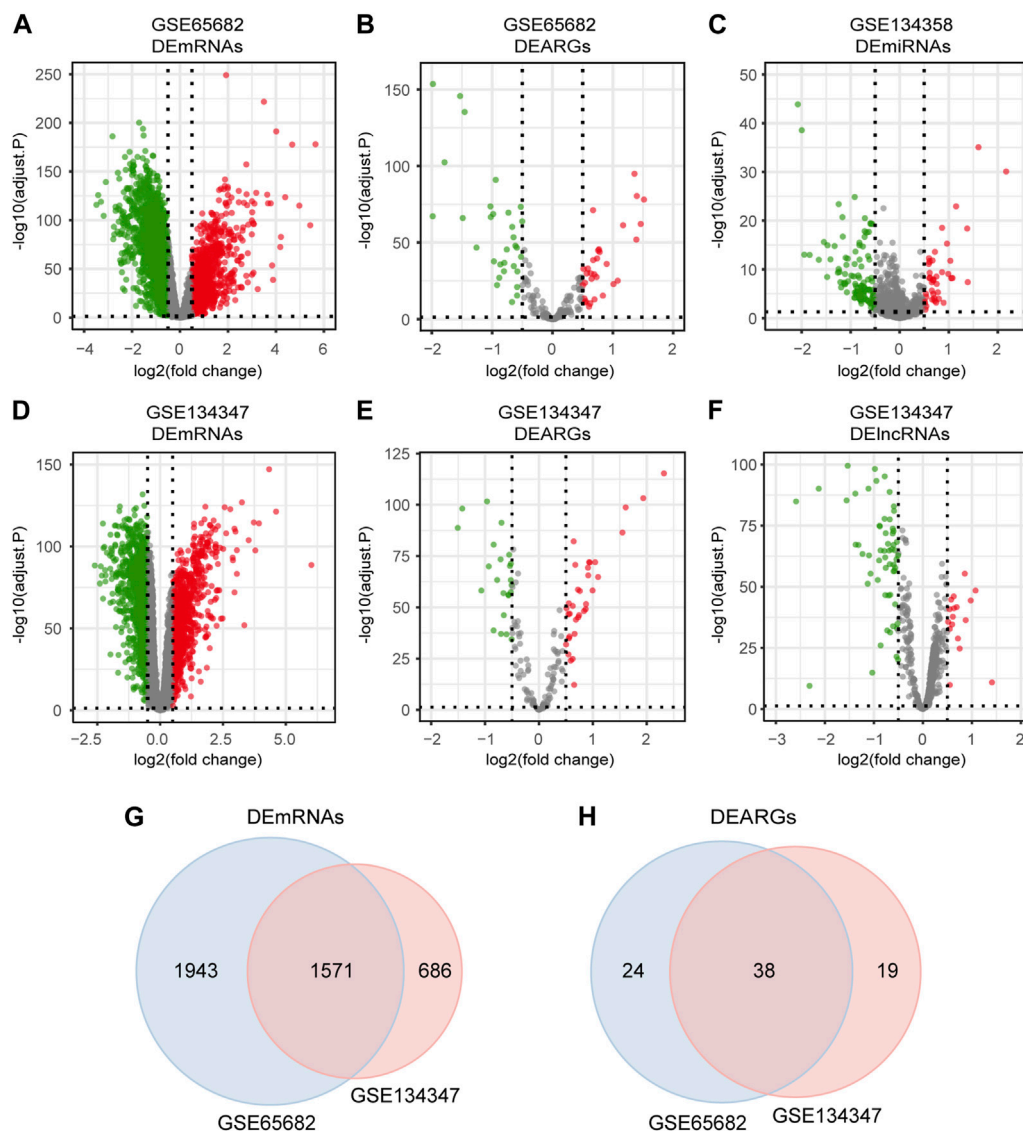 A
GSE65682
DEmRNAs
250
200
150
100
50
0
-log10(adjust.P)
−4
−2
0
2
4
6
log2(fold change)
B
GSE65682
DEARGs
150
100
50
0
-log10(adjust.P)
−2
−1
0
1
2
log2(fold change)
C
GSE134358
DEmiRNAs
50
40
30
20
10
0
-log10(adjust.P)
−2
−1
0
1
2
log2(fold change)
D
GSE134347
DEmRNAs
150
100
50
0
-log10(adjust.P)
−2.5
0.0
2.5
5.0
log2(fold change)
E
GSE134347
DEARGs
125
100
75
50
25
0
-log10(adjust.P)
−2
−1
0
1
2
log2(fold change)
F
GSE134347
DElncRNAs
100
75
50
25
0
-log10(adjust.P)
−3
−2
−1
0
1
2
log2(fold change)
G
DEmRNAs
1943
1571
686
GSE134347
GSE65682
H
DEARGs
24
38
19
GSE65682
GSE134347